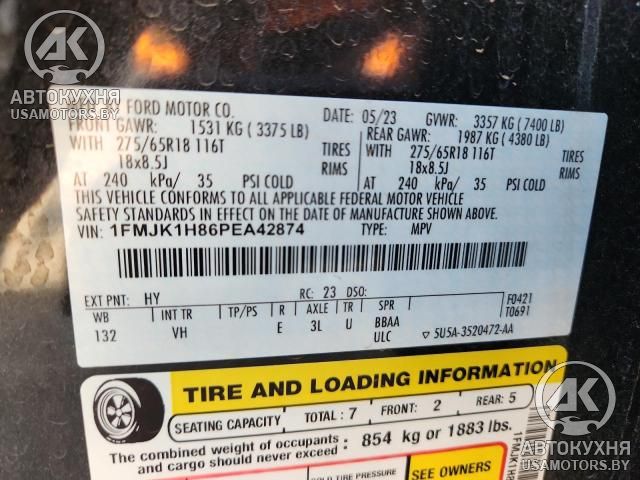 AK
АВТОКУХНЯ
USAMOTORS.BY
FORD MOTOR CO.
DATE: 05/23
GVWR: 3357 KG ( 7400 LB)
FRONT GAWR: 1531 KG ( 3375 LB)
REAR GAWR: 1987 KG ( 4380 LB)
WITH 275/65R18 116T TIRES
WITH 275/65R18 116T TIRES
18x8.5J RIMS
18x8.5J RIMS
AT 240 kPa/ 35 PSI COLD
AT 240 kPa/ 35 PSI COLD
THIS VEHICLE CONFORMS TO ALL APPLICABLE FEDERAL MOTOR VEHICLE
SAFETY STANDARDS IN EFFECT ON THE DATE OF MANUFACTURE SHOWN ABOVE.
VIN: 1FMJK1H86PEA42874
TYPE: MPV
EXT PNT: HY
RC: 23 DSO:
F0421
T0691
WB INT TR TP/PS R AXLE TR SPR
132 VH E 3L U BBAA
ULC
▽ 5U5A-3520472-AA
TIRE AND LOADING INFORMATION
SEATING CAPACITY TOTAL : 7 FRONT: 2 REAR: 5
The combined weight of occupants
and cargo should never exceed : 854 kg or 1883 lbs.
COLD TIRE PRESSURE
SEE OWNERS
1FMJK1H8
AK
АВТОКУХНЯ
USAMOTORS.BY